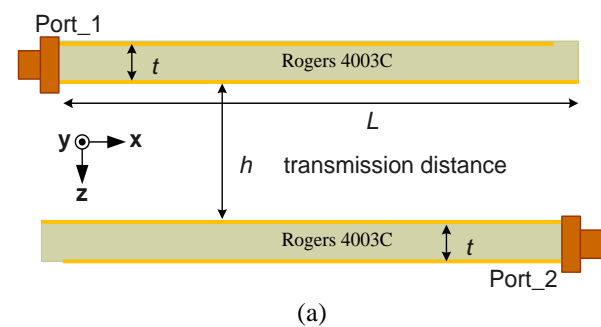 Port_1
t
Rogers 4003C
L
y
x
z
h transmission distance
Rogers 4003C
t
Port_2
(a)